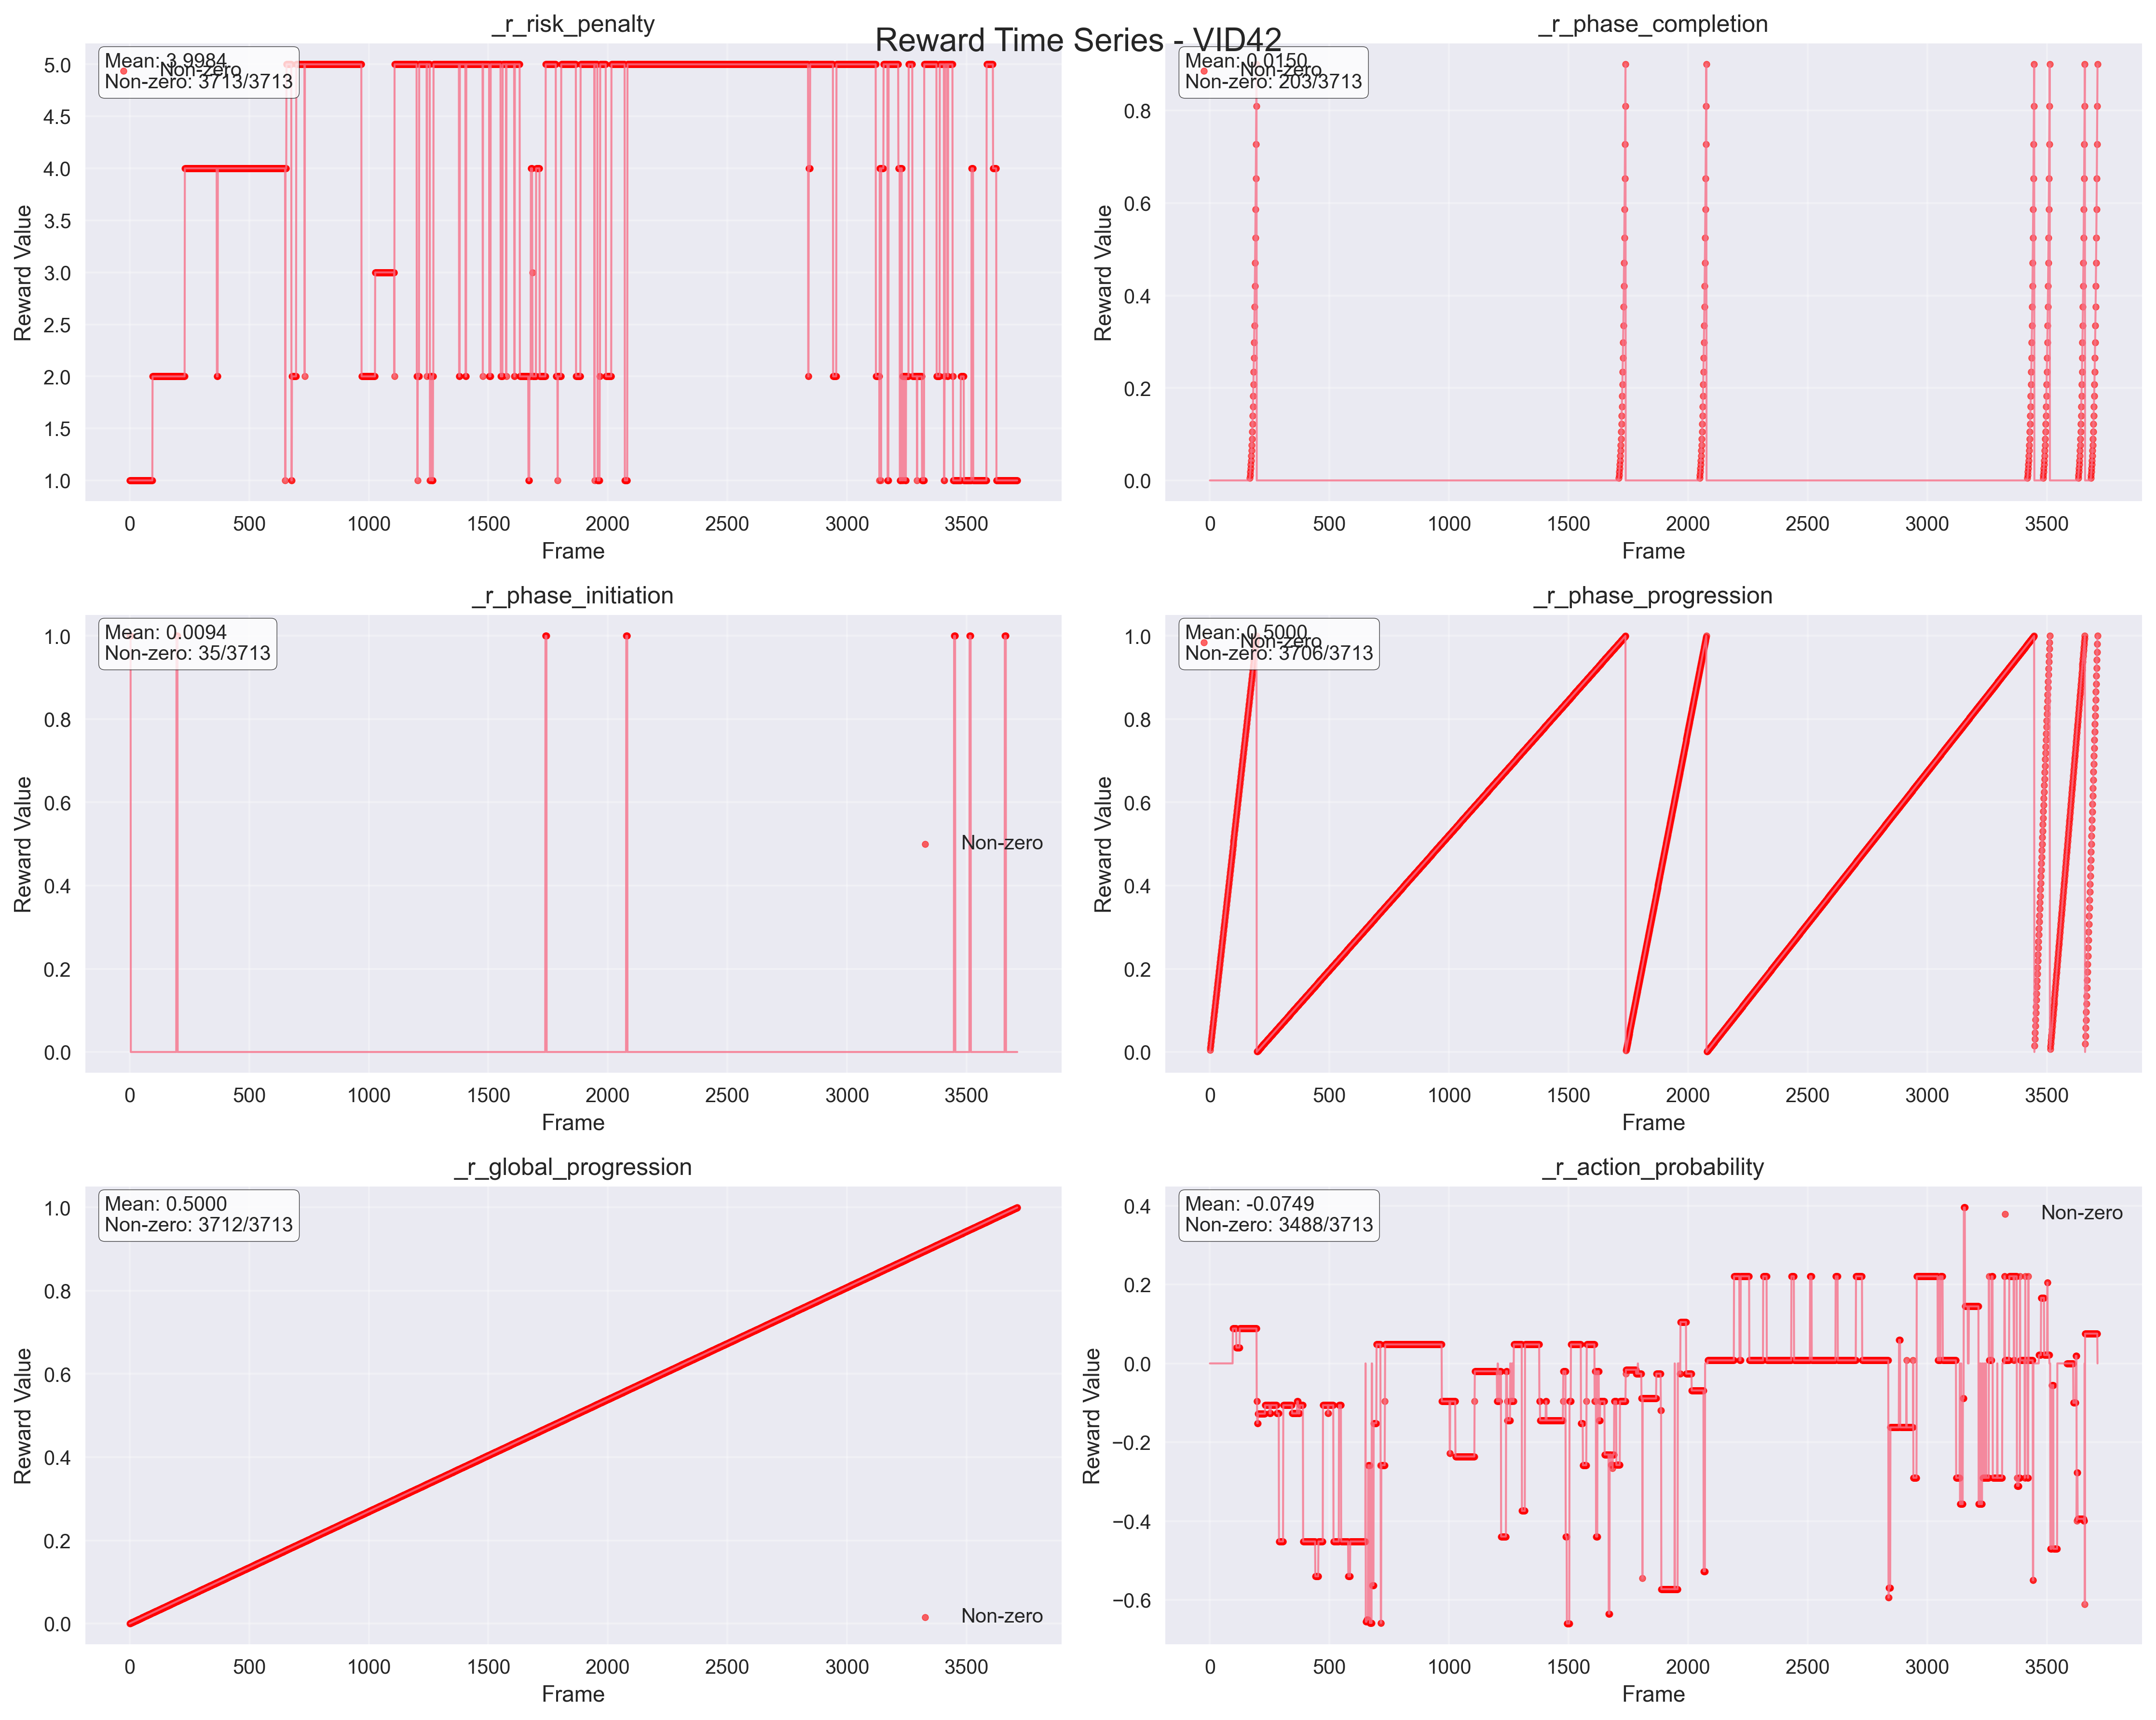 Reward Time Series - VID42
_r_risk_penalty
Mean: 3.9984
Non-zero
Non-zero: 3713/3713
5.0
4.5
4.0
3.5
3.0
2.5
2.0
1.5
1.0
Reward Value
0 500 1000 1500 2000 2500 3000 3500
Frame
_r_phase_completion
Mean: 0.0150
Non-zero
Non-zero: 203/3713
0.8
0.6
0.4
0.2
0.0
Reward Value
0 500 1000 1500 2000 2500 3000 3500
Frame
_r_phase_initiation
Mean: 0.0094
Non-zero: 35/3713
1.0
0.8
0.6
0.4
0.2
0.0
Reward Value
Non-zero
0 500 1000 1500 2000 2500 3000 3500
Frame
_r_phase_progression
Mean: 0.5000
Non-zero
Non-zero: 3706/3713
1.0
0.8
0.6
0.4
0.2
0.0
Reward Value
0 500 1000 1500 2000 2500 3000 3500
Frame
_r_global_progression
Mean: 0.5000
Non-zero: 3712/3713
1.0
0.8
0.6
0.4
0.2
0.0
Reward Value
Non-zero
0 500 1000 1500 2000 2500 3000 3500
Frame
_r_action_probability
Mean: -0.0749
Non-zero: 3488/3713
Non-zero
0.4
0.2
0.0
−0.2
−0.4
−0.6
Reward Value
0 500 1000 1500 2000 2500 3000 3500
Frame